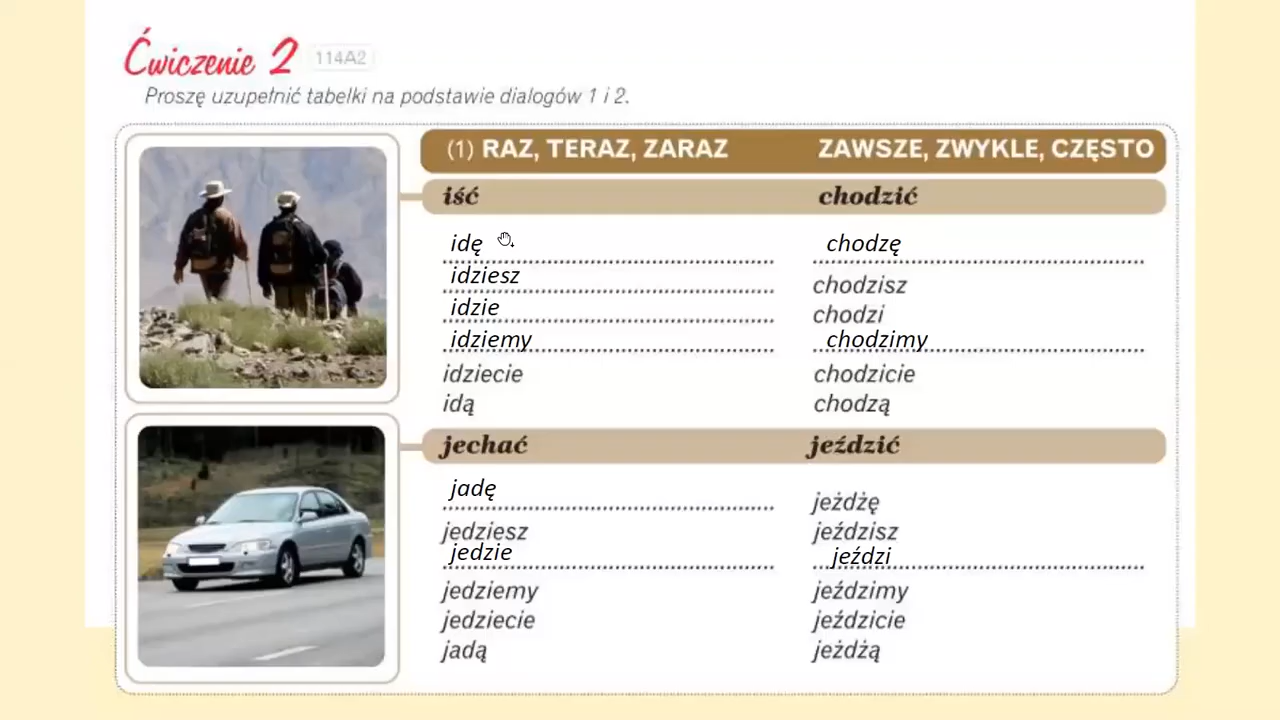 Ćwiczenie 2 114A2
Proszę uzupełnić tabelki na podstawie dialogów 1 i 2.
(1) RAZ, TERAZ, ZARAZ ZAWSZE, ZWYKLE, CZĘSTO
iść chodzić
idę chodzę
idziesz chodzisz
idzie chodzi
idziemy chodzimy
idziecie chodzicie
idą chodzą
jechać jeździć
jadę jeżdżę
jedziesz jeździsz
jedzie jeździ
jedziemy jeździmy
jedziecie jeździcie
jadą jeżdżą